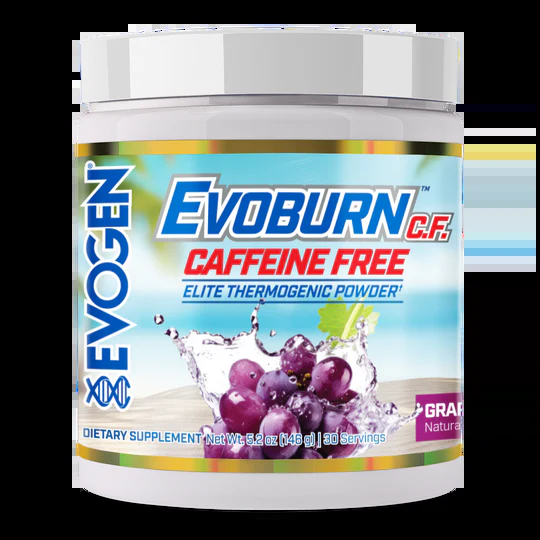 EVOGEN®
EVOBURN™ C.F.
CAFFEINE FREE
ELITE THERMOGENIC POWDER†
DIETARY SUPPLEMENT Net Wt. 5.2 oz (146 g) | 30 Servings
GRAP
Natura